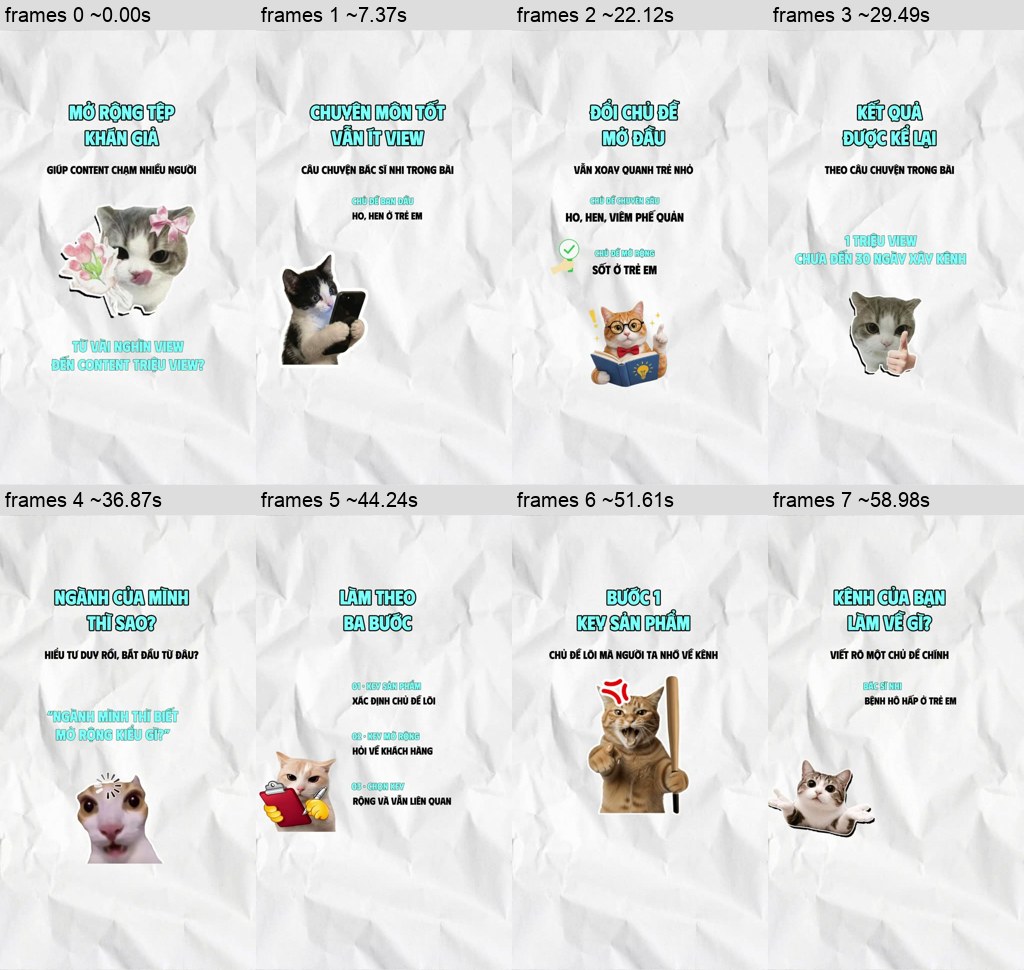 frames 0 ~0.00s
MỞ RỘNG TỆP
KHÁN GIẢ
GIÚP CONTENT CHẠM NHIỀU NGƯỜI
TỪ VÀI NGHÌN VIEW
ĐẾN CONTENT TRIỆU VIEW?
frames 1 ~7.37s
CHUYÊN MÔN TỐT
VẪN ÍT VIEW
CÂU CHUYỆN BÁC SĨ NHI TRONG BÀI
CHỦ ĐỀ BAN ĐẦU
HO, HEN Ở TRẺ EM
frames 2 ~22.12s
ĐỔI CHỦ ĐỀ
MỞ ĐẦU
VẪN XOAY QUANH TRẺ NHỎ
CHỦ ĐỀ CHUYÊN SÂU
HO, HEN, VIÊM PHẾ QUẢN
CHỦ ĐỀ MỞ RỘNG
SỐT Ở TRẺ EM
frames 3 ~29.49s
KẾT QUẢ
ĐƯỢC KỂ LẠI
THEO CÂU CHUYỆN TRONG BÀI
1 TRIỆU VIEW
CHƯA ĐẾN 30 NGÀY XÂY KÊNH
frames 4 ~36.87s
NGÀNH CỦA MÌNH
THÌ SAO?
HIỂU TƯ DUY RỒI, BẮT ĐẦU TỪ ĐÂU?
"NGÀNH MÌNH THÌ BIẾT
MỞ RỘNG KIỂU GÌ?"
frames 5 ~44.24s
LÀM THEO
BA BƯỚC
01 - KEY SẢN PHẨM
XÁC ĐỊNH CHỦ ĐỀ LÕI
02 - KEY MỞ RỘNG
HỎI VỀ KHÁCH HÀNG
03 - CHỌN KEY
RỘNG VÀ VẪN LIÊN QUAN
frames 6 ~51.61s
BƯỚC 1
KEY SẢN PHẨM
CHỦ ĐỀ LÕI MÀ NGƯỜI TA NHỚ VỀ KÊNH
frames 7 ~58.98s
KÊNH CỦA BẠN
LÀM VỀ GÌ?
VIẾT RÕ MỘT CHỦ ĐỀ CHÍNH
BÁC SĨ NHI
BỆNH HÔ HẤP Ở TRẺ EM